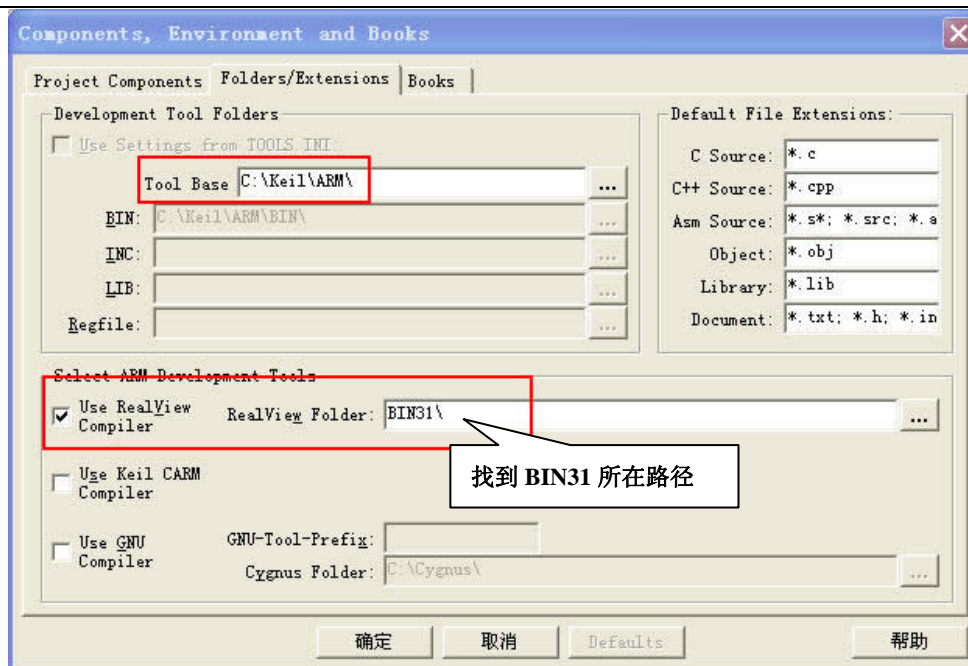 Components, Environment and Books
Project Components Folders/Extensions Books
Development Tool Folders
Use Settings from TOOLS.INI:
Tool Base C:\Keil\ARM\ ...
BIN: C:\Keil\ARM\BIN\ ...
INC: ...
LIB: ...
Regfile: ...
Default File Extensions:
C Source: *.c
C++ Source: *.cpp
Asm Source: *.s*; *.src; *.a
Object: *.obj
Library: *.lib
Document: *.txt; *.h; *.in
Select ARM Development Tools
Use RealView
Compiler
RealView Folder: BIN31\ ...
找到 BIN31 所在路径
Use Keil CARM
Compiler
Use GNU
Compiler
GNU-Tool-Prefix:
Cygnus Folder: C:\Cygnus\ ...
确定 取消 Defaults 帮助